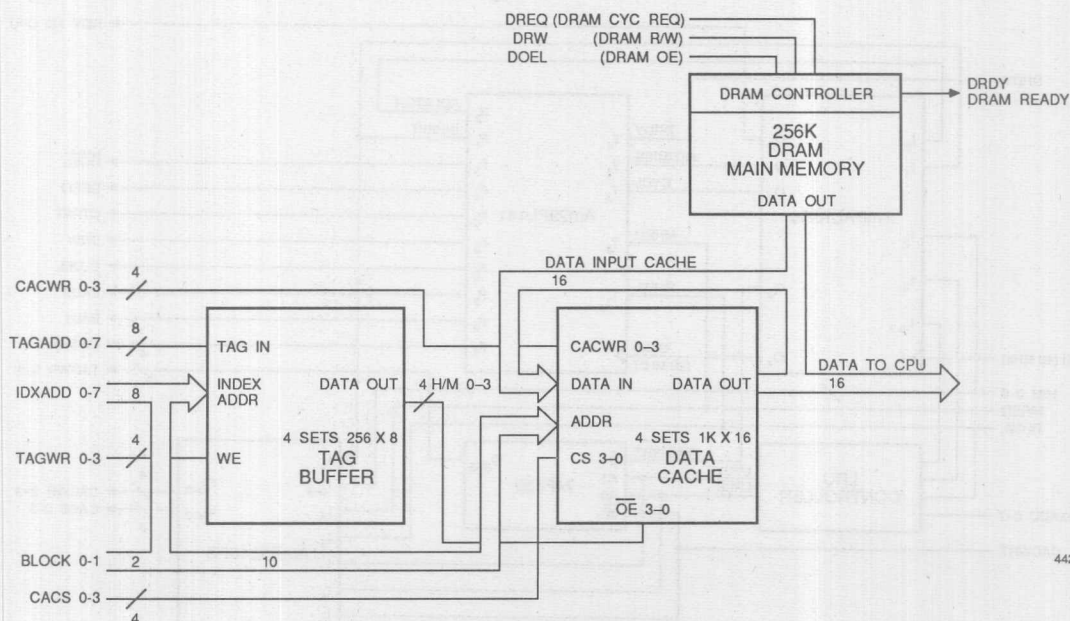 DREQ (DRAM CYC REQ)
DRW (DRAM R/W)
DOEL (DRAM OE)
DRAM CONTROLLER
DRDY
DRAM READY
256K
DRAM
MAIN MEMORY
DATA OUT
DATA INPUT CACHE
16
CACWR 0-3
4
TAGADD 0-7
8
IDXADD 0-7
8
TAGWR 0-3
4
BLOCK 0-1
2
10
CACS 0-3
4
TAG IN
INDEX
ADDR
DATA OUT
4 SETS 256 X 8
WE
TAG
BUFFER
4 H/M 0-3
CACWR 0–3
DATA IN
DATA OUT
ADDR
4 SETS 1K X 16
CS 3–0
DATA
CACHE
OE 3–0
DATA TO CPU
16
442